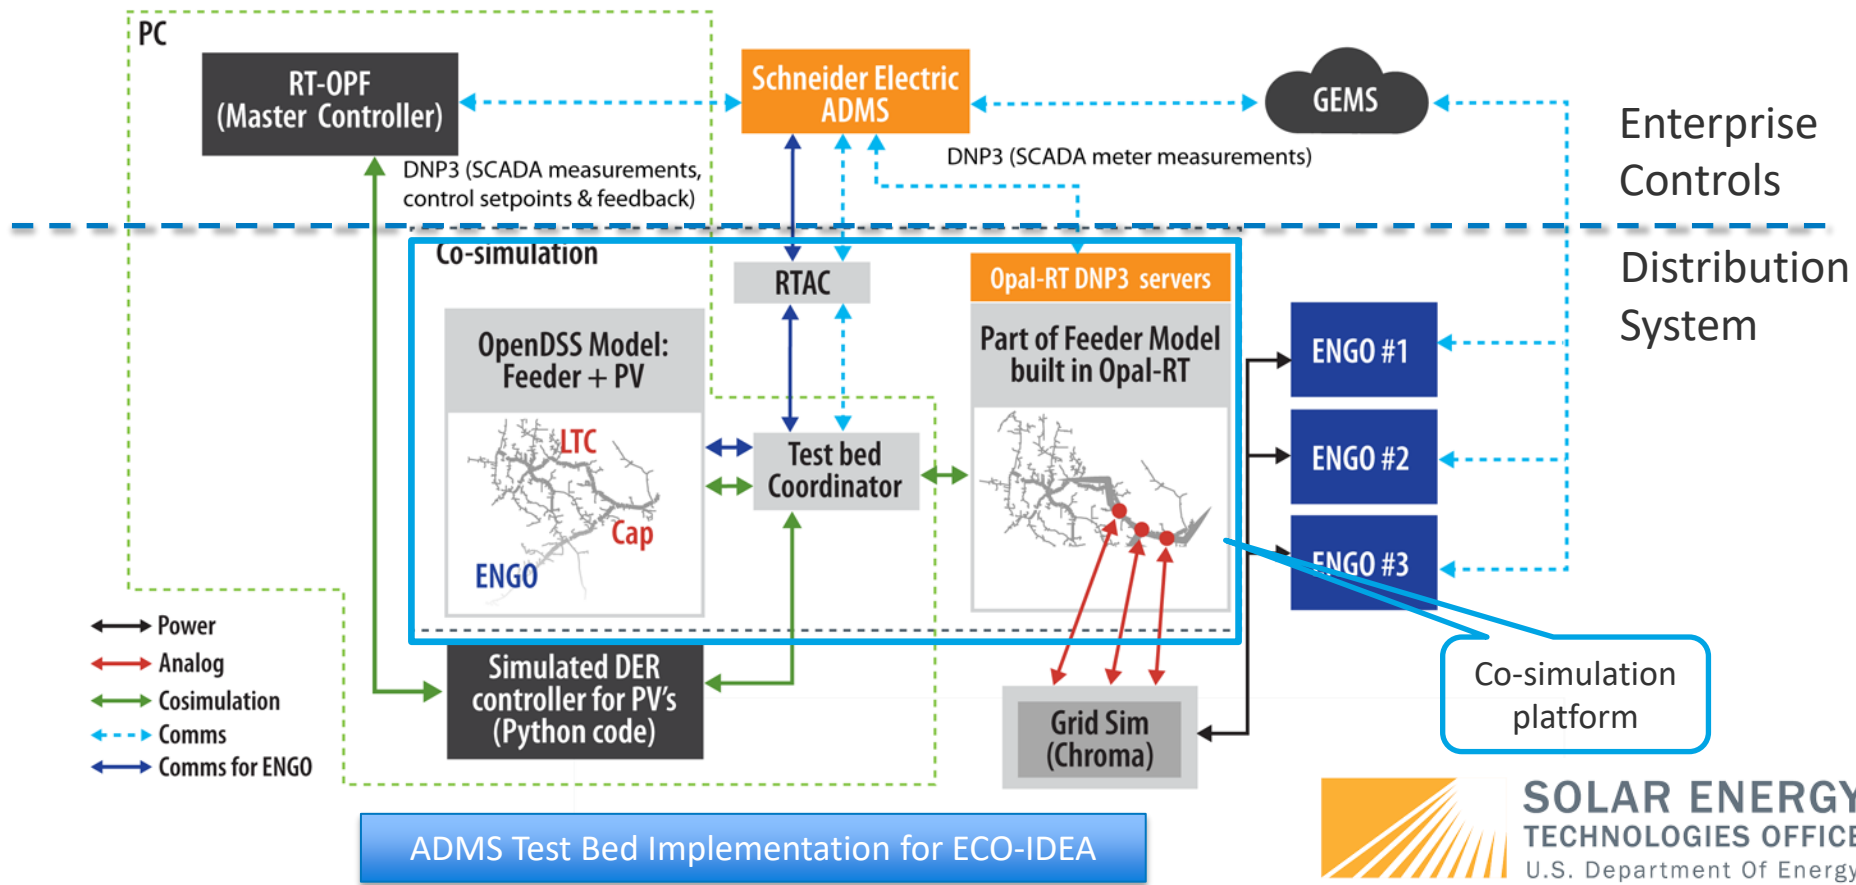 PC
RT-OPF
(Master Controller)
Schneider Electric
ADMS
GEMS
Enterprise
Controls
DNP3 (SCADA measurements,
control setpoints & feedback)
DNP3 (SCADA meter measurements)
Distribution
System
Co-simulation
RTAC
Opal-RT DNP3 servers
OpenDSS Model:
Feeder + PV
Part of Feeder Model
built in Opal-RT
ENGO #1
LTC
Cap
ENGO
Test bed
Coordinator
ENGO #2
ENGO #3
Power
Analog
Cosimulation
Comms
Comms for ENGO
Simulated DER
controller for PV's
(Python code)
Grid Sim
(Chroma)
Co-simulation
platform
ADMS Test Bed Implementation for ECO-IDEA
SOLAR ENERGY
TECHNOLOGIES OFFICE
U.S. Department Of Energy